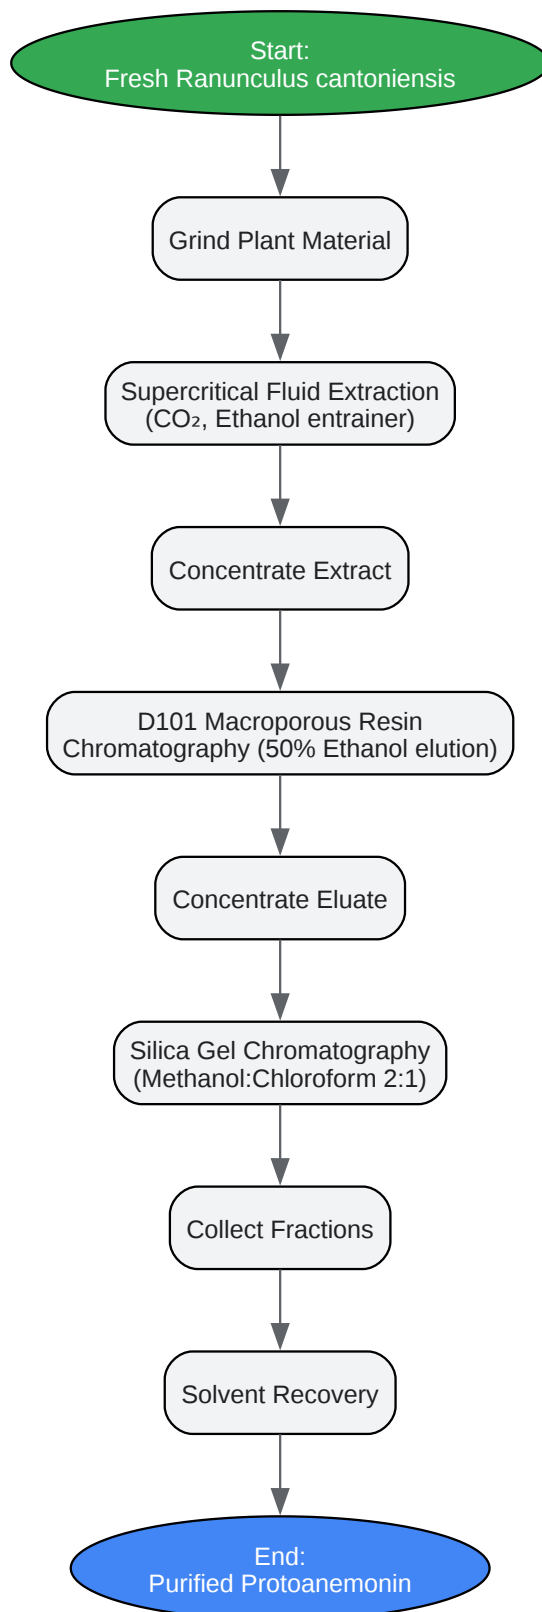 Start:
Fresh Ranunculus cantoniensis
Grind Plant Material
Supercritical Fluid Extraction
(CO₂, Ethanol entrainer)
Concentrate Extract
D101 Macroporous Resin
Chromatography (50% Ethanol elution)
Concentrate Eluate
Silica Gel Chromatography
(Methanol:Chloroform 2:1)
Collect Fractions
Solvent Recovery
End:
Purified Protoanemonin